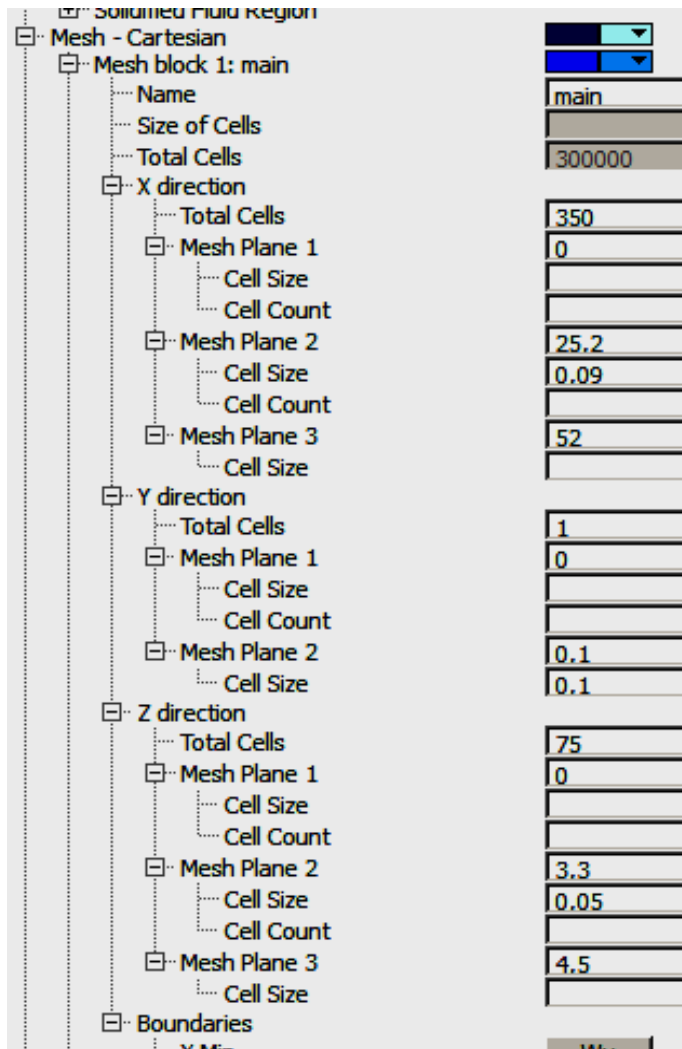 Solidified Fluid Region
Mesh - Cartesian
Mesh block 1: main
Name main
Size of Cells
Total Cells 300000
X direction
Total Cells 350
Mesh Plane 1 0
Cell Size
Cell Count
Mesh Plane 2 25.2
Cell Size 0.09
Cell Count
Mesh Plane 3 52
Cell Size
Y direction
Total Cells 1
Mesh Plane 1 0
Cell Size
Cell Count
Mesh Plane 2 0.1
Cell Size 0.1
Z direction
Total Cells 75
Mesh Plane 1 0
Cell Size
Cell Count
Mesh Plane 2 3.3
Cell Size 0.05
Cell Count
Mesh Plane 3 4.5
Cell Size
Boundaries
X Min